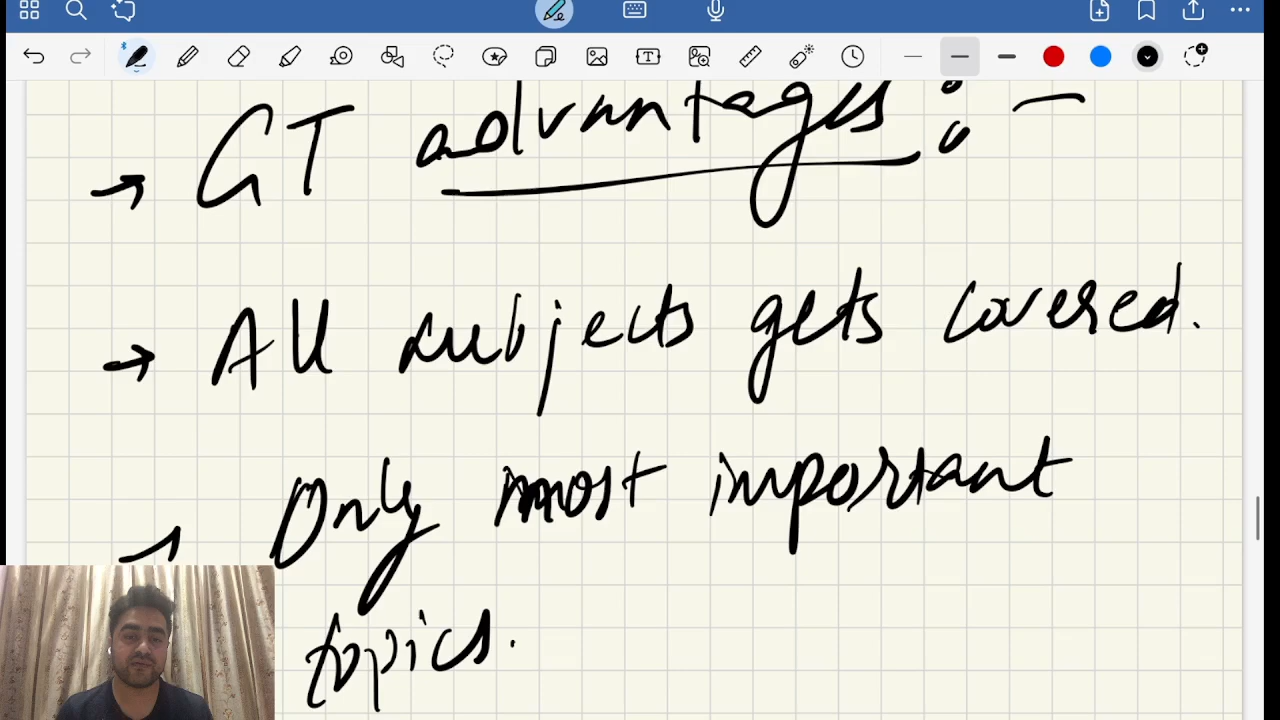 → GT advantages : —
→ All subjects gets covered.
→ Only most important
topics.